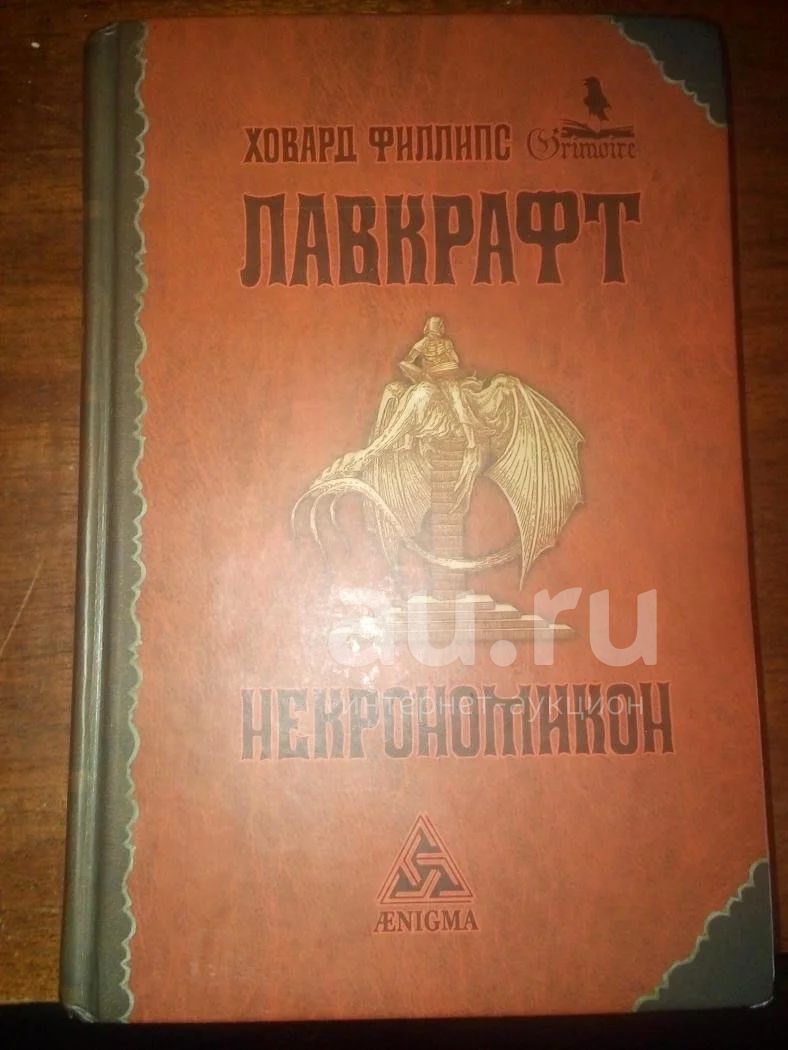 ХОВАРД ФИЛЛИПС Grimoire
ЛАВКРАФТ
au.ru
интернет-аукцион
НЕКРОНОМИКОН
ÆNIGMA